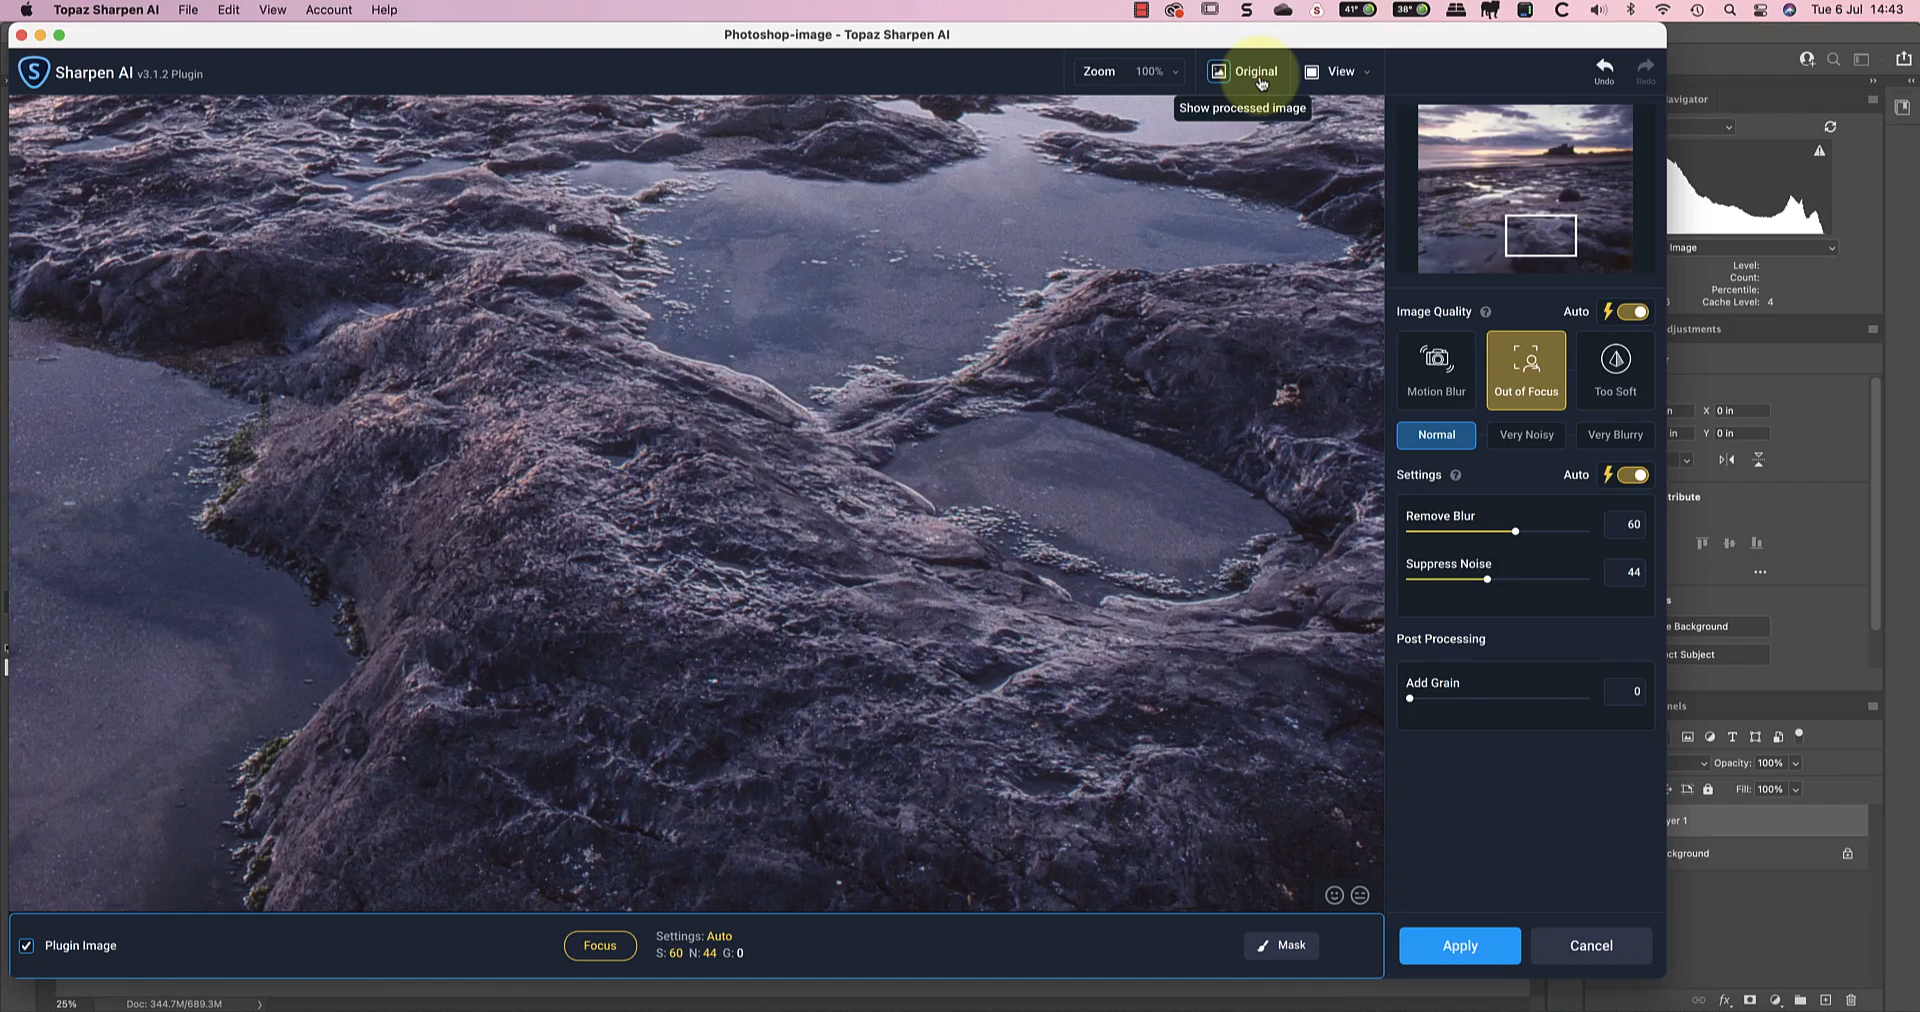 Topaz Sharpen AI File Edit View Account Help
41° 38° Tue 6 Jul 14:43
Photoshop-image - Topaz Sharpen AI
Sharpen AI v3.1.2 Plugin
Zoom 100% Original View
Undo Redo
Show processed image
avigator
Image
Level:
Count:
Percentile:
Cache Level: 4
Image Quality Auto
djustments
Motion Blur Out of Focus Too Soft
X 0 in
in Y 0 in
Normal Very Noisy Very Blurry
Settings Auto
tribute
Remove Blur 60
Suppress Noise 44
e Background
Post Processing
ct Subject
Add Grain 0
nels
Opacity: 100%
Fill: 100%
yer 1
ckground
Plugin Image Focus
Settings: Auto
S: 60 N: 44 G: 0
Mask
Apply Cancel
25% Doc: 344.7M/689.3M
fx